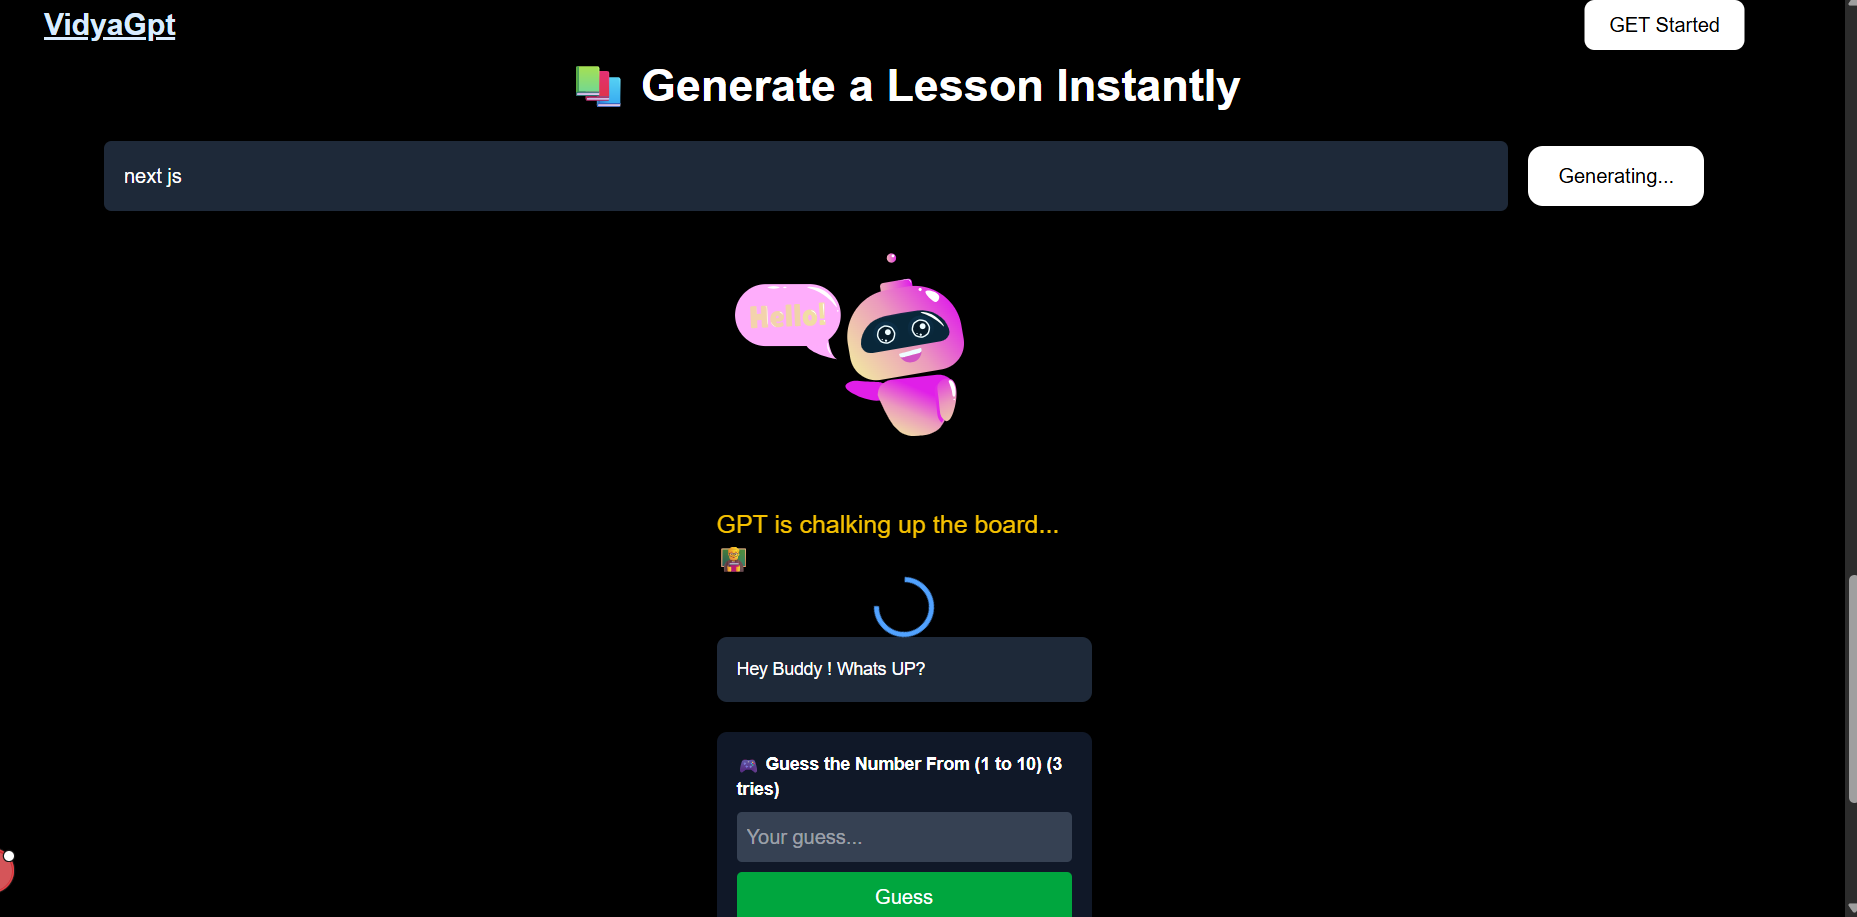 VidyaGpt
GET Started
📚 Generate a Lesson Instantly
next js
Generating...
Hello!
GPT is chalking up the board...
👨‍🏫
Hey Buddy ! Whats UP?
🎮 Guess the Number From (1 to 10) (3
tries)
Your guess...
Guess